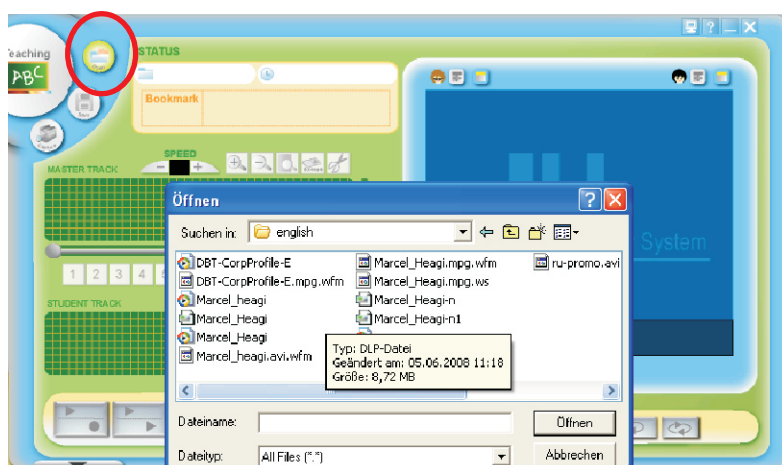 Teaching
ABC
STATUS
Bookmark
SPEED
MASTER TRACK
1 2 3 4
STUDENT TRACK
System
Öffnen
Suchen in: english
DBT-CorpProfile-E
DBT-CorpProfile-E.mpg.wfm
Marcel_heagi
Marcel_Heagi
Marcel_Heagi
Marcel_heagi.avi.wfm
Marcel_Heagi.mpg.wfm
Marcel_Heagi.mpg.ws
Marcel_Heagi-n
Marcel_Heagi-n1
ru-promo.avi
Typ: DLP-Datei
Geändert am: 05.06.2008 11:18
Größe: 8,72 MB
Dateiname:
Öffnen
Dateityp: All Files (*.*)
Abbrechen